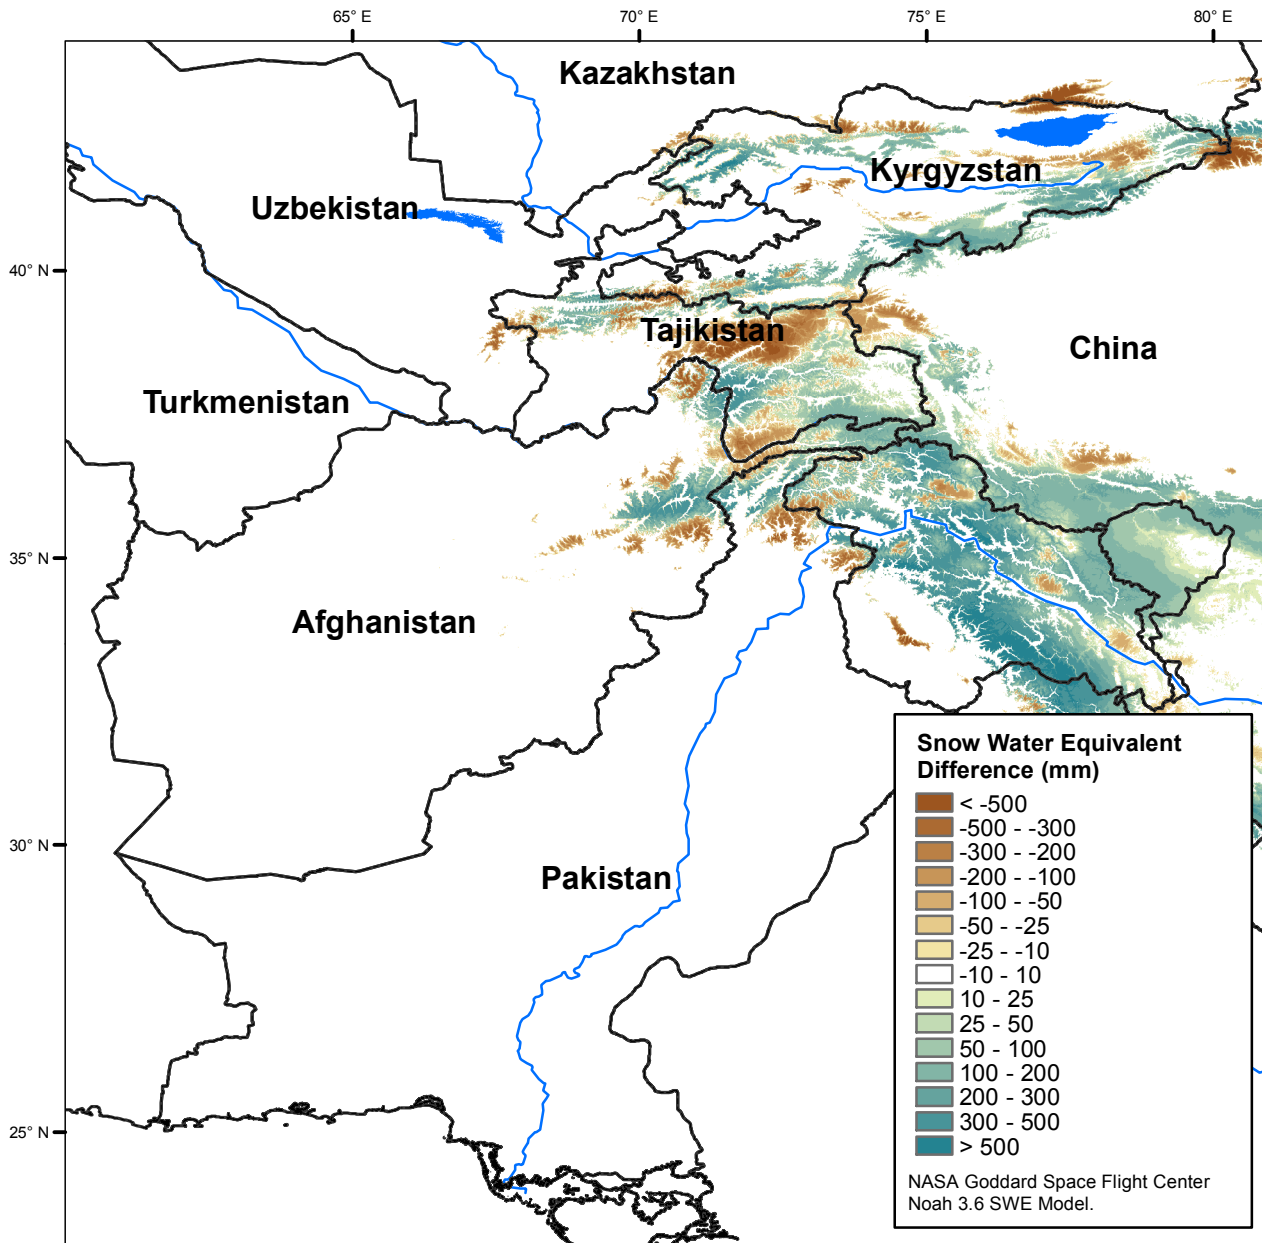 65° E
70° E
75° E
80° E
Kazakhstan
Kyrgyzstan
Uzbekistan
40° N
Tajikistan
China
Turkmenistan
35° N
Afghanistan
30° N
Pakistan
25° N
Snow Water Equivalent
Difference (mm)
< -500
-500 - -300
-300 - -200
-200 - -100
-100 - -50
-50 - -25
-25 - -10
-10 - 10
10 - 25
25 - 50
50 - 100
100 - 200
200 - 300
300 - 500
> 500
NASA Goddard Space Flight Center
Noah 3.6 SWE Model.